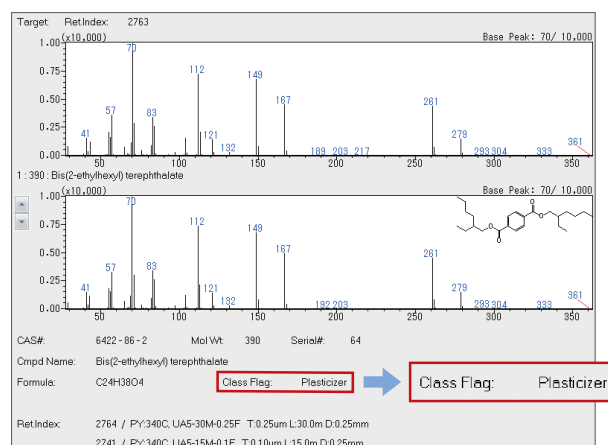 Target Ret.Index: 2763
(x10,000) Base Peak: 70/ 10,000
1.00
0.75
0.50
0.25
0.00
41 57 70 83 112 121 132 149 167 189 203 217 261 279 293 304 333 361
50 100 150 200 250 300 350
1 : 390 : Bis(2-ethylhexyl) terephthalate
(x10,000) Base Peak: 70/ 10,000
1.00
0.75
0.50
0.25
0.00
41 57 70 83 112 121 132 149 167 192 203 261 279 293 304 333 361
O
O
O
O
50 100 150 200 250 300 350
CAS#: 6422 - 86 - 2 Mol.Wt: 390 Serial#: 64
Cmpd Name: Bis(2-ethylhexyl) terephthalate
Formula: C24H38O4 Class Flag: Plasticizer
Class Flag: Plasticizer
Ret.Index: 2764 / PY:340C, UA5-30M-0.25F T:0.25um L:30.0m D:0.25mm
2741 / PY:340C, UA5-15M-0.1F T:0.10um L:15.0m D:0.25mm